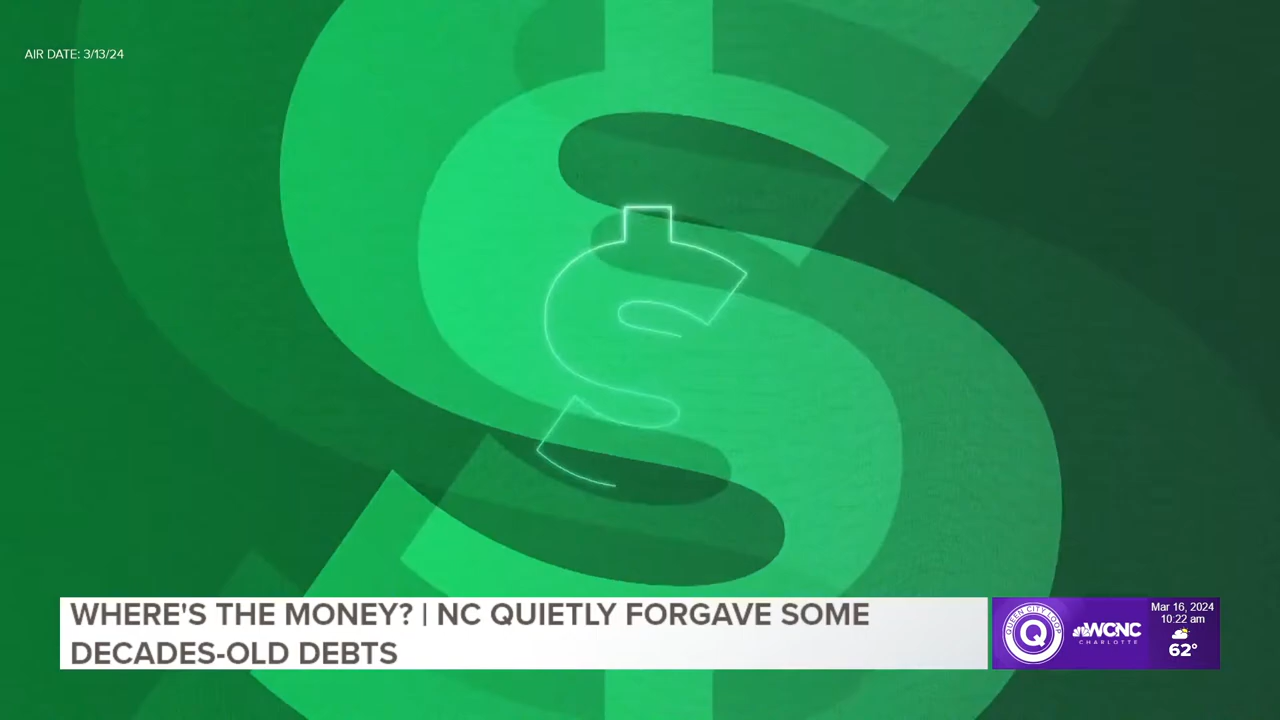 AIR DATE: 3/13/24
WHERE'S THE MONEY? | NC QUIETLY FORGAVE SOME
DECADES-OLD DEBTS
QUEEN CITY LOOP
Q
WCNC
CHARLOTTE
Mar 16, 2024
10:22 am
62°